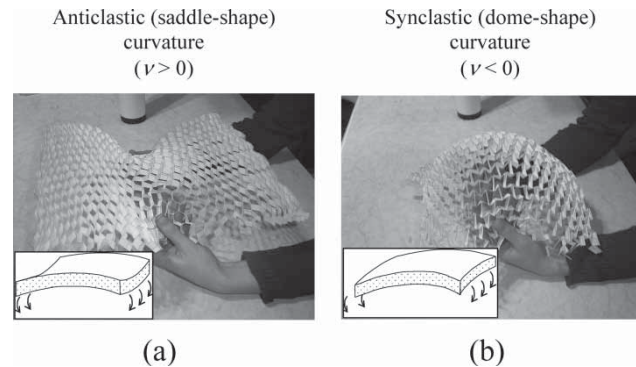 Anticlastic (saddle-shape)
curvature
(ν > 0)
Synclastic (dome-shape)
curvature
(ν < 0)
(a)
(b)